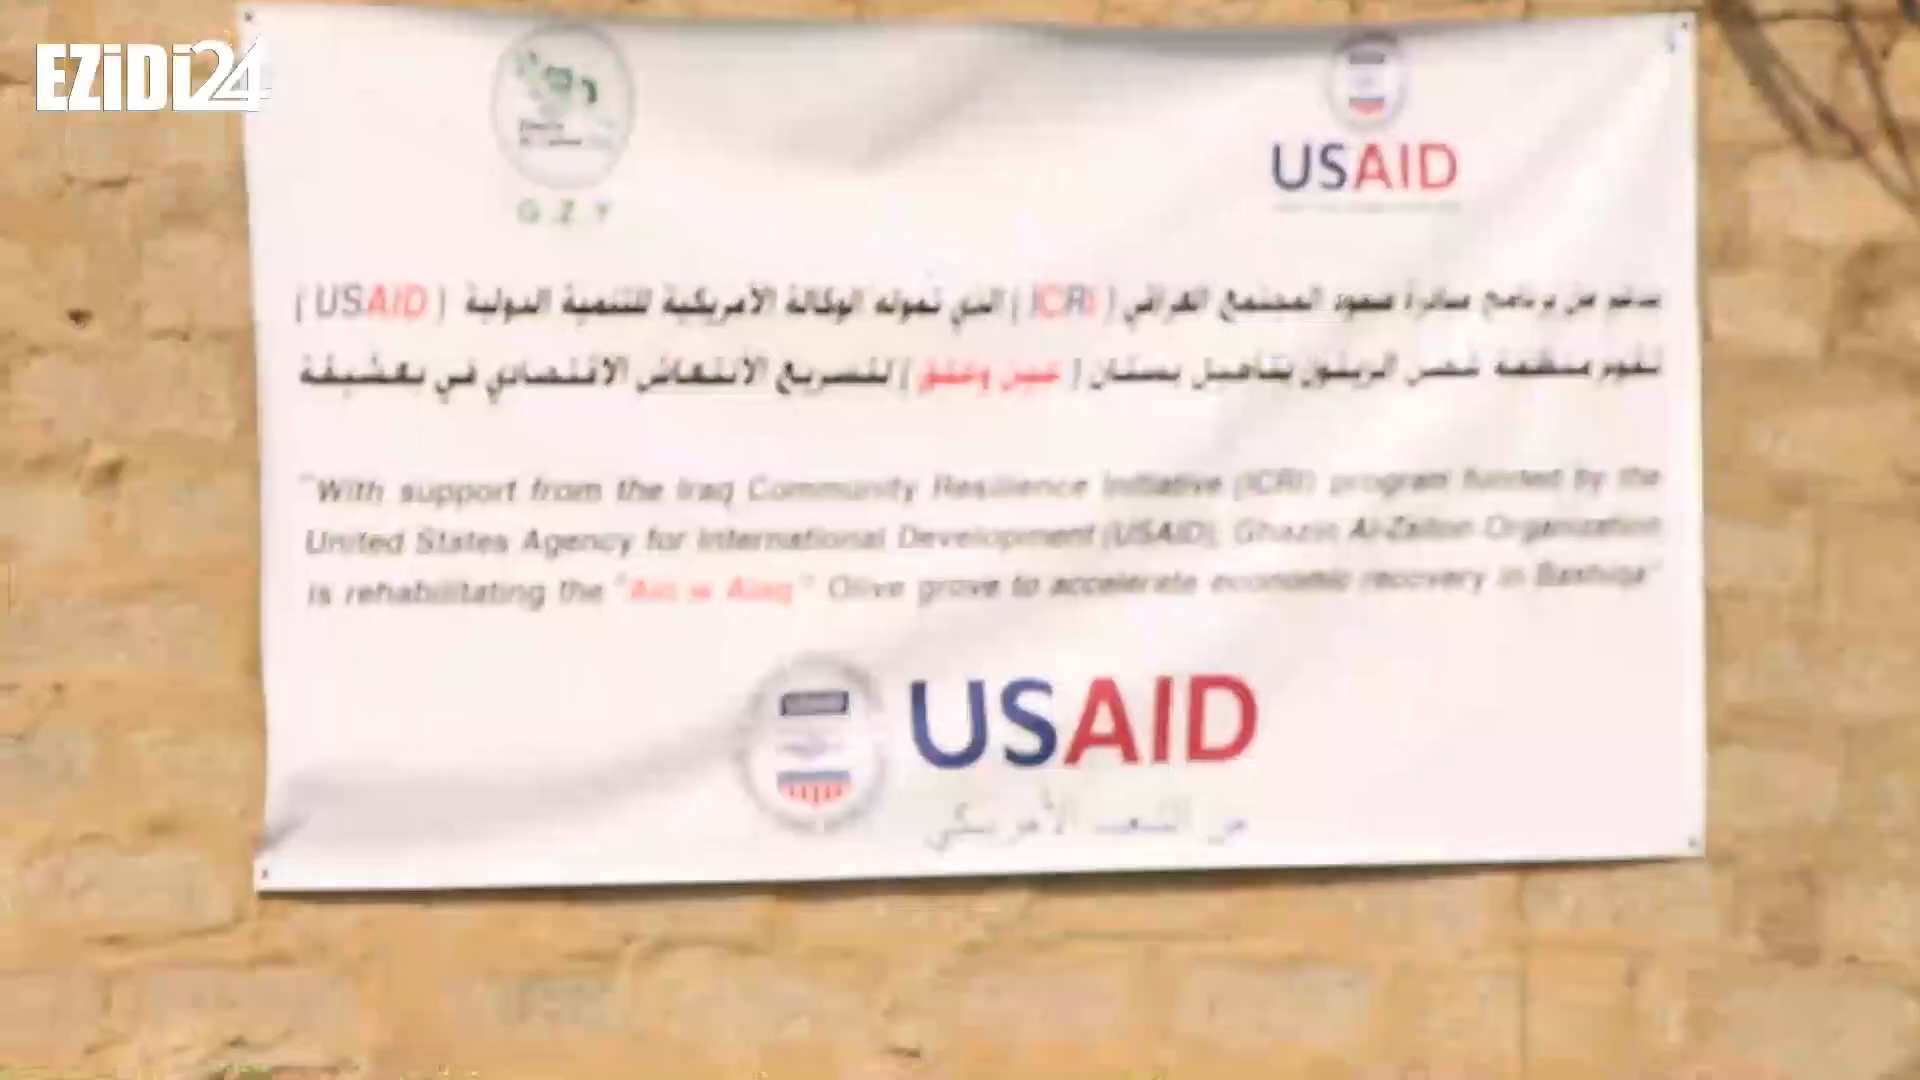 EZiDi24
G Z Y
USAID
بدعم من برنامج مبادرة صمود المجتمع العراقي (ICRI) الذي تموله الوكالة الأمريكية للتنمية الدولية (USAID)
تقوم منظمة غصن الزيتون بتأهيل بستان (عين وعلق) لتسريع الانتعاش الاقتصادي في بعشيقة
"With support from the Iraq Community Resilience Initiative (ICRI) program funded by the
United States Agency for International Development (USAID), Ghazin Al-Zaiton Organization
is rehabilitating the "Ain w Alaq" Olive grove to accelerate economic recovery in Bashiqa"
USAID
من الشعب الأمريكي